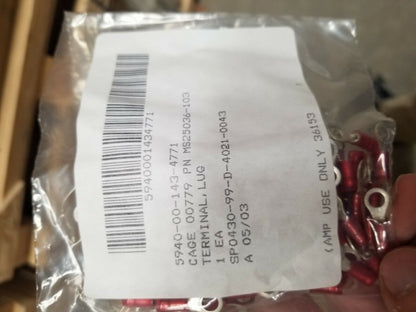 5940001434771
5940-00-143-4771
CAGE 00779 PN MS25036-103
TERMINAL,LUG
1 EA
SP0430-99-D-4021-0043
A 05/03
(AMP USE ONLY 36153